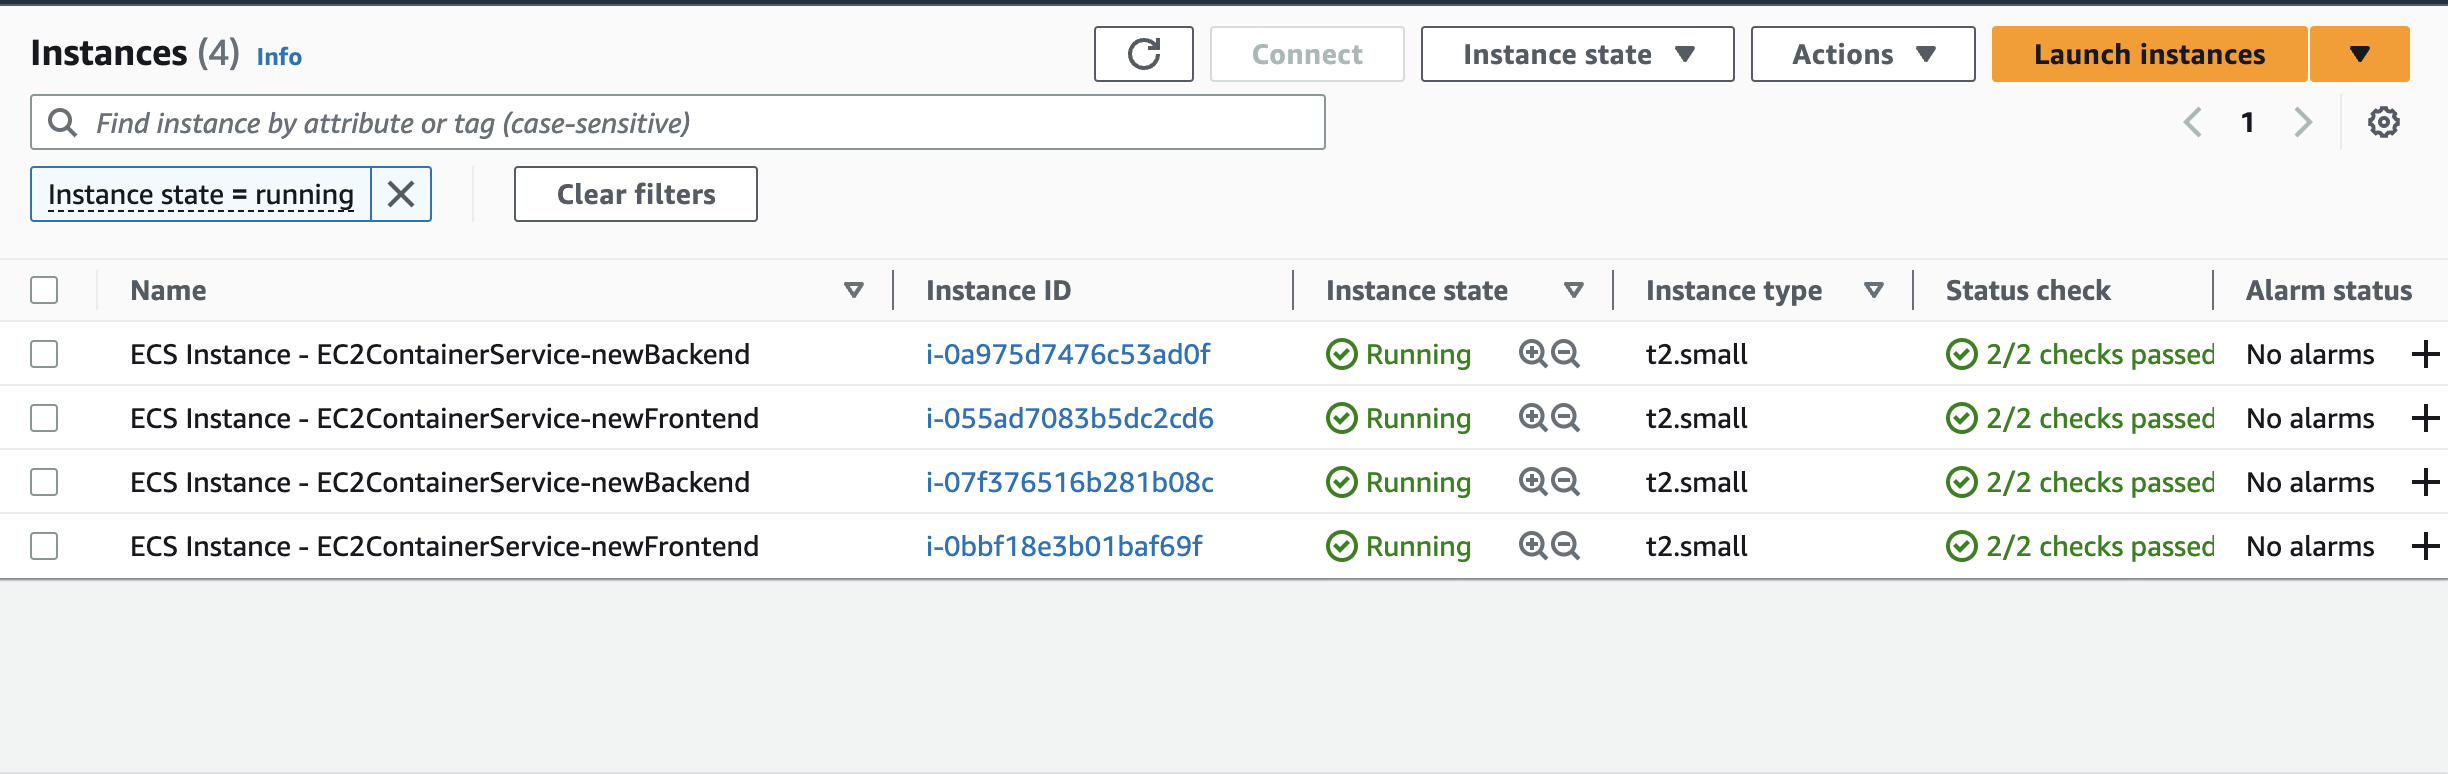 Instances (4) Info Connect Instance state Actions Launch instances
Find instance by attribute or tag (case-sensitive) 1
Instance state = running Clear filters
Name Instance ID Instance state Instance type Status check Alarm status
ECS Instance - EC2ContainerService-newBackend i-0a975d7476c53ad0f Running t2.small 2/2 checks passed No alarms
ECS Instance - EC2ContainerService-newFrontend i-055ad7083b5dc2cd6 Running t2.small 2/2 checks passed No alarms
ECS Instance - EC2ContainerService-newBackend i-07f376516b281b08c Running t2.small 2/2 checks passed No alarms
ECS Instance - EC2ContainerService-newFrontend i-0bbf18e3b01baf69f Running t2.small 2/2 checks passed No alarms